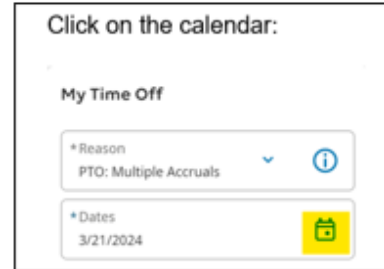 Click on the calendar:
My Time Off
*Reason
PTO: Multiple Accruals
*Dates
3/21/2024